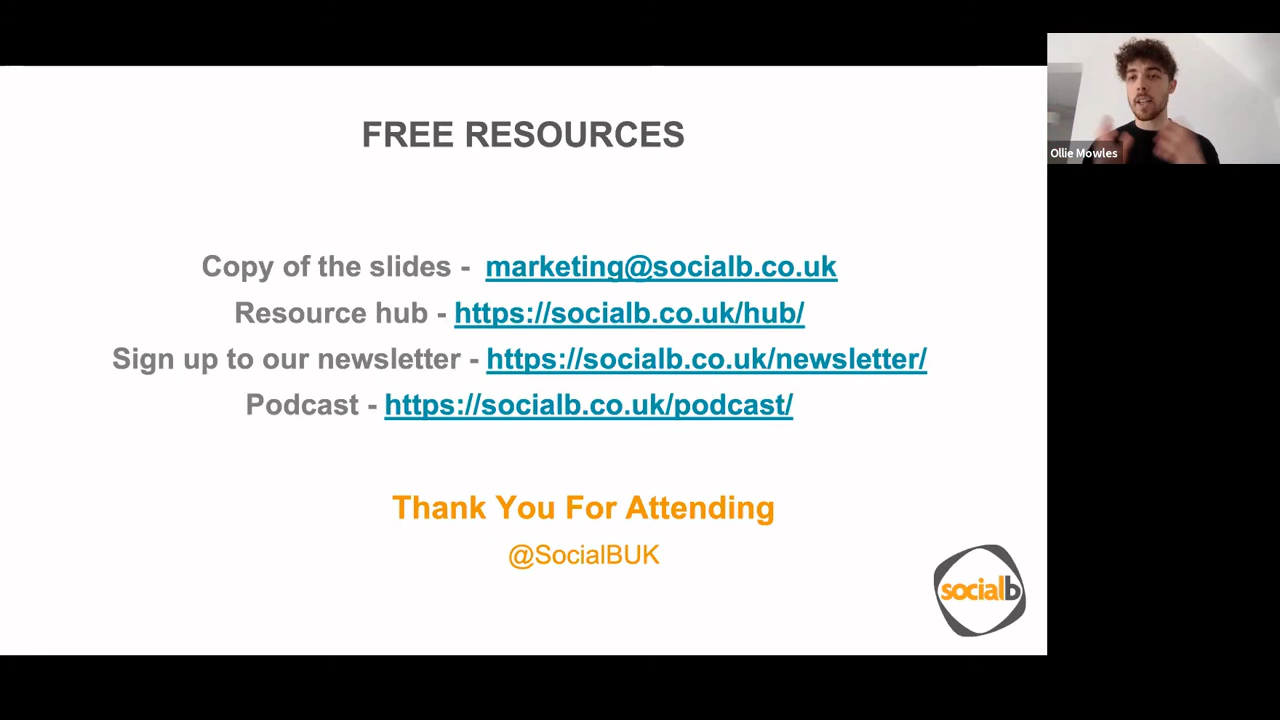 FREE RESOURCES
Copy of the slides - marketing@socialb.co.uk
Resource hub - https://socialb.co.uk/hub/
Sign up to our newsletter - https://socialb.co.uk/newsletter/
Podcast - https://socialb.co.uk/podcast/
Thank You For Attending
@SocialBUK
socialb
Ollie Mowles